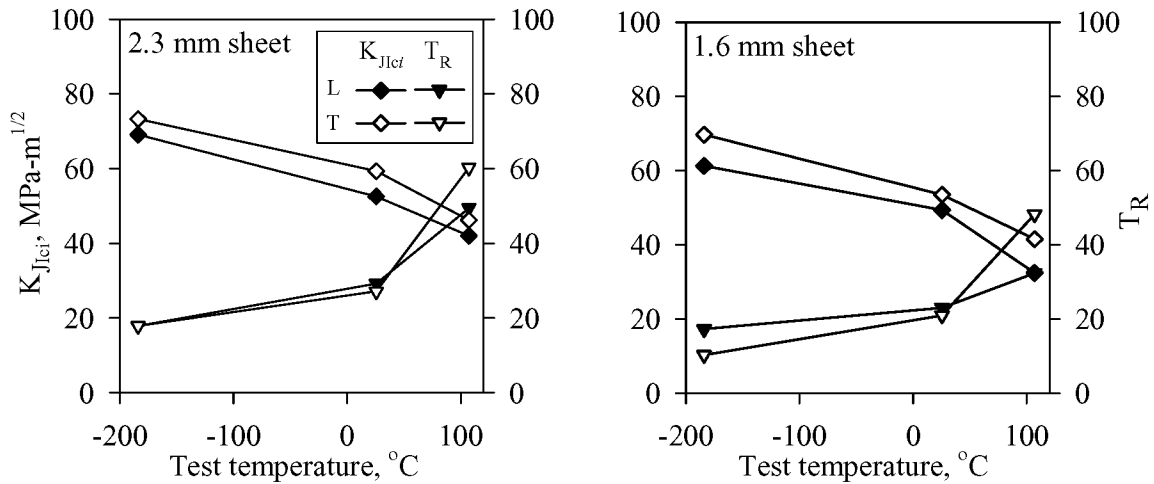 2.3 mm sheet
K_JIci T_R
L
T
K_JIci, MPa-m^1/2
100
80
60
40
20
0
100
80
60
40
20
0
-200 -100 0 100
Test temperature, °C
1.6 mm sheet
100
80
60
40
20
0
100
80
60
40
20
0
T_R
-200 -100 0 100
Test temperature, °C